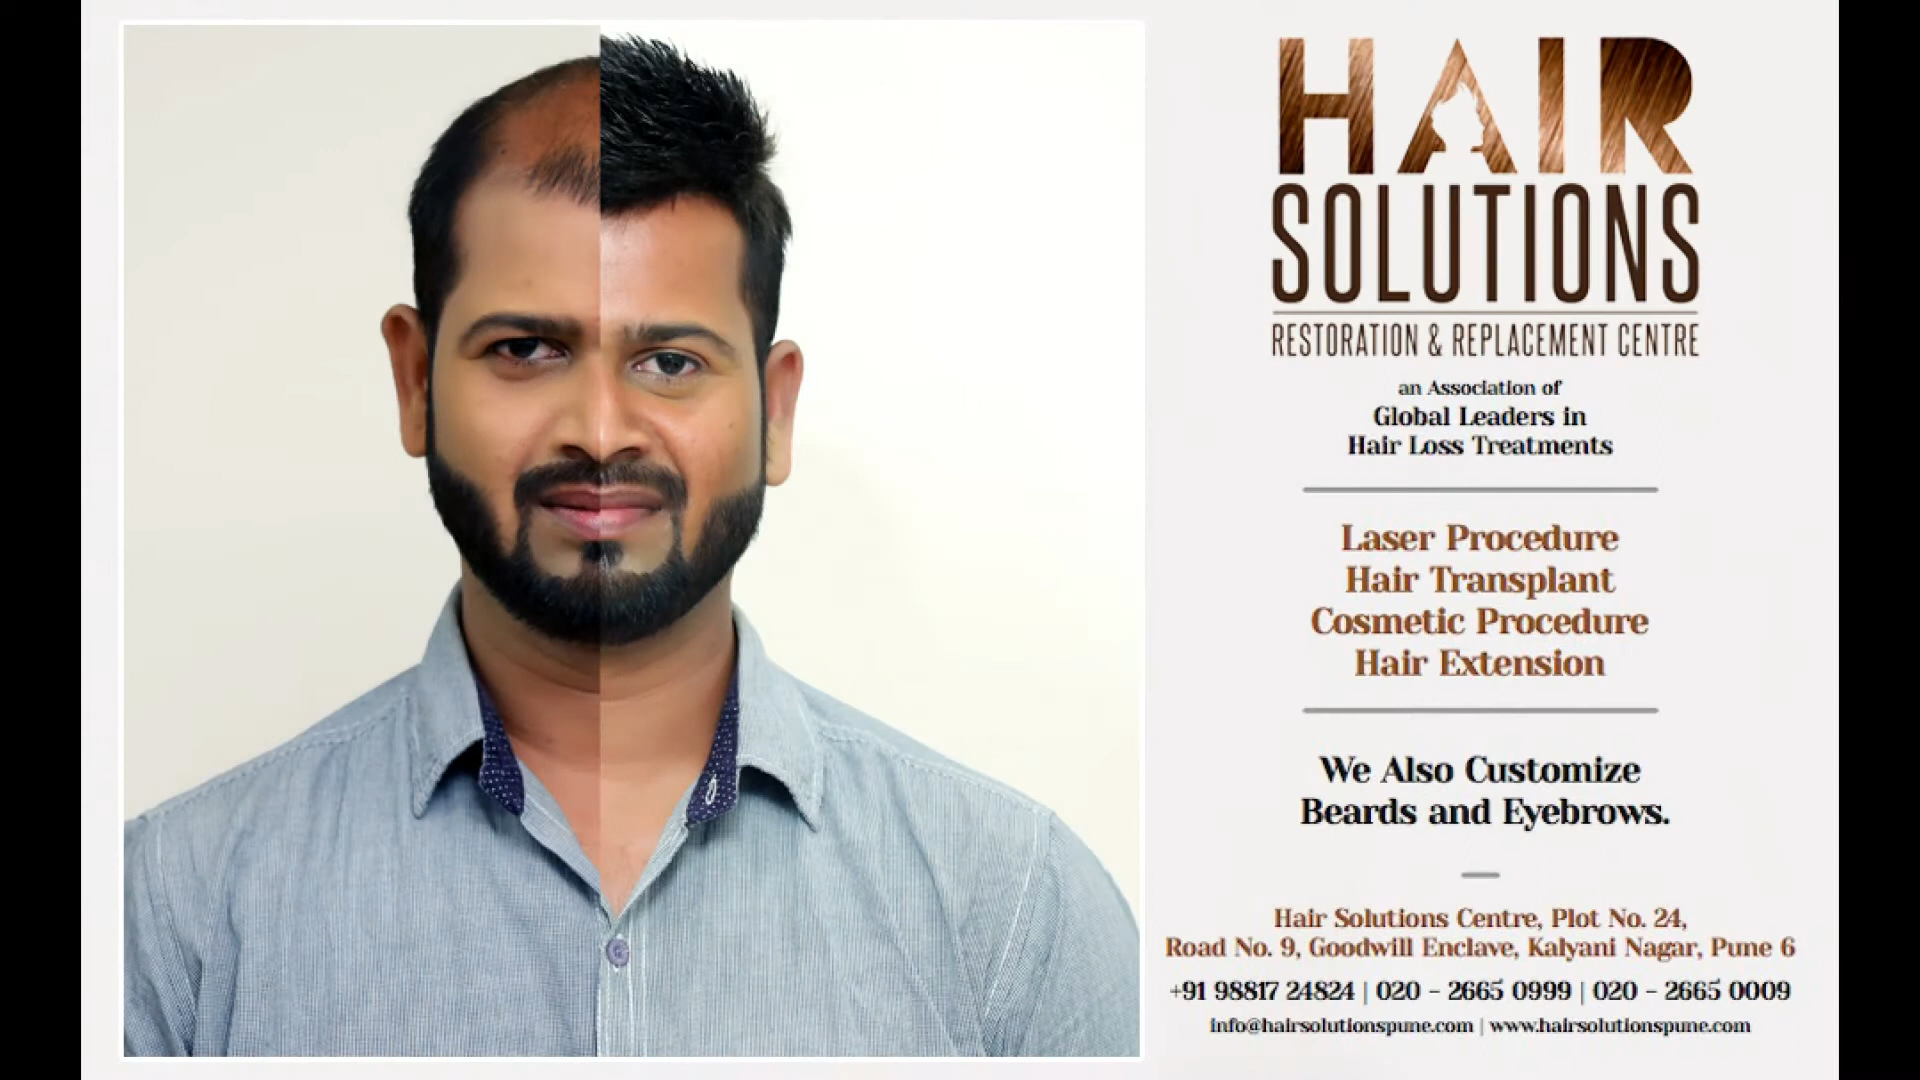 HAIR
SOLUTIONS
RESTORATION & REPLACEMENT CENTRE
an Association of
Global Leaders in
Hair Loss Treatments
Laser Procedure
Hair Transplant
Cosmetic Procedure
Hair Extension
We Also Customize
Beards and Eyebrows.
Hair Solutions Centre, Plot No. 24,
Road No. 9, Goodwill Enclave, Kalyani Nagar, Pune 6
+91 98817 24824 | 020 - 2665 0999 | 020 - 2665 0009
info@hairsolutionspune.com | www.hairsolutionspune.com